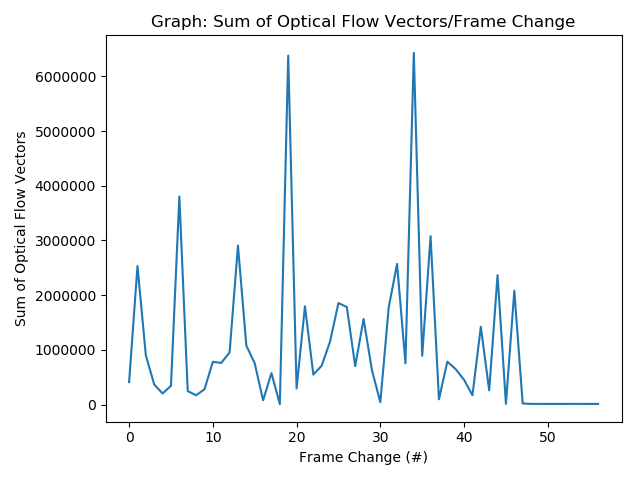 Graph: Sum of Optical Flow Vectors/Frame Change
6000000
5000000
4000000
3000000
2000000
1000000
0
Sum of Optical Flow Vectors
0 10 20 30 40 50
Frame Change (#)